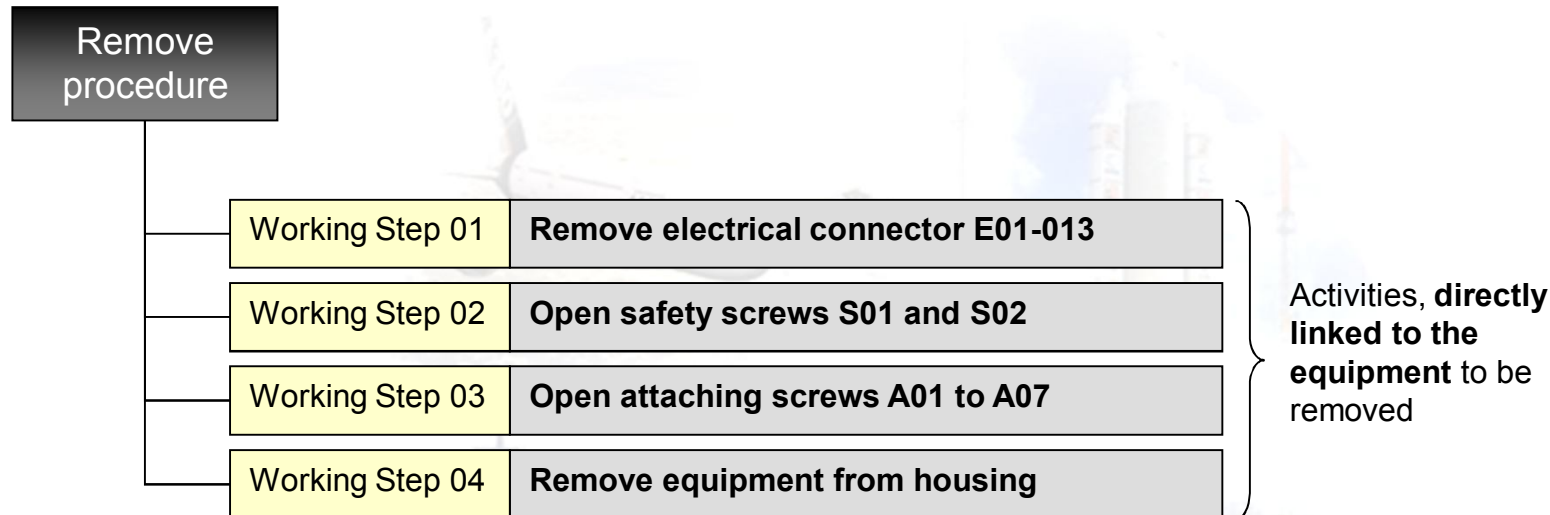 Remove
procedure
Working Step 01 Remove electrical connector E01-013
Working Step 02 Open safety screws S01 and S02
Working Step 03 Open attaching screws A01 to A07
Working Step 04 Remove equipment from housing
Activities, directly
linked to the
equipment to be
removed